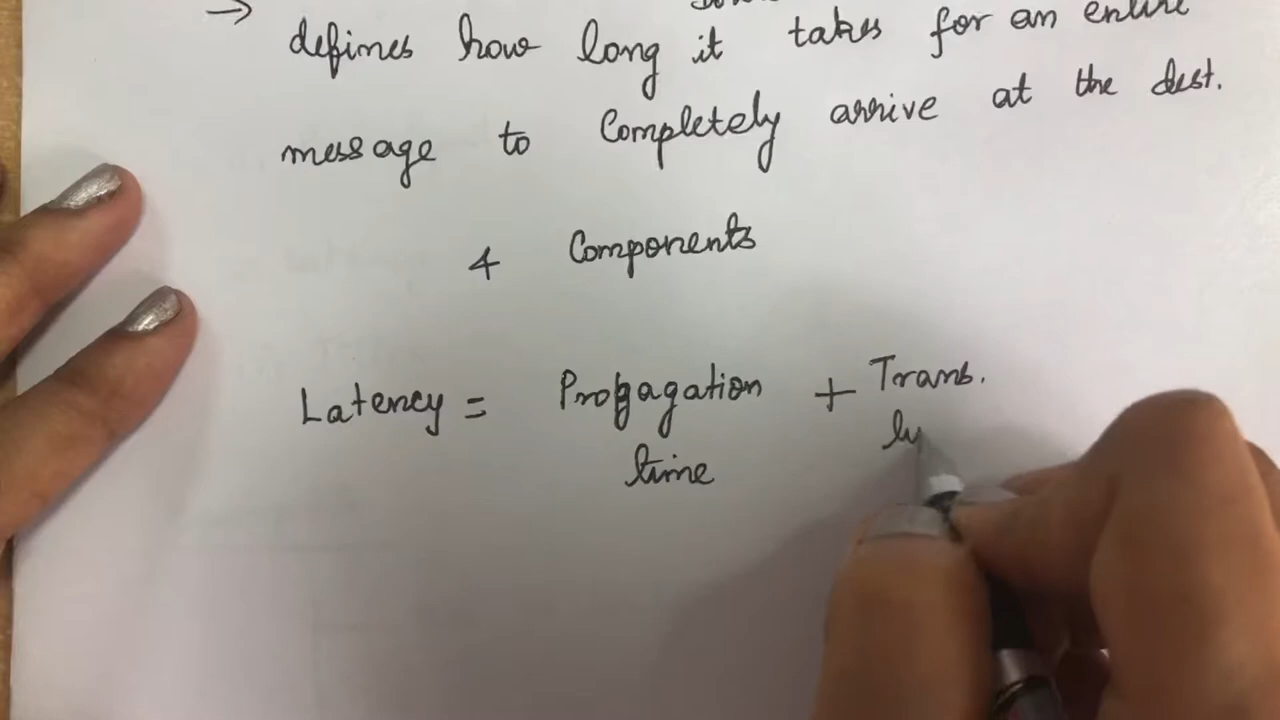 → defines how long it takes for an entire
message to completely arrive at the dest.
4 Components
Latency = Propagation + Trans.
time